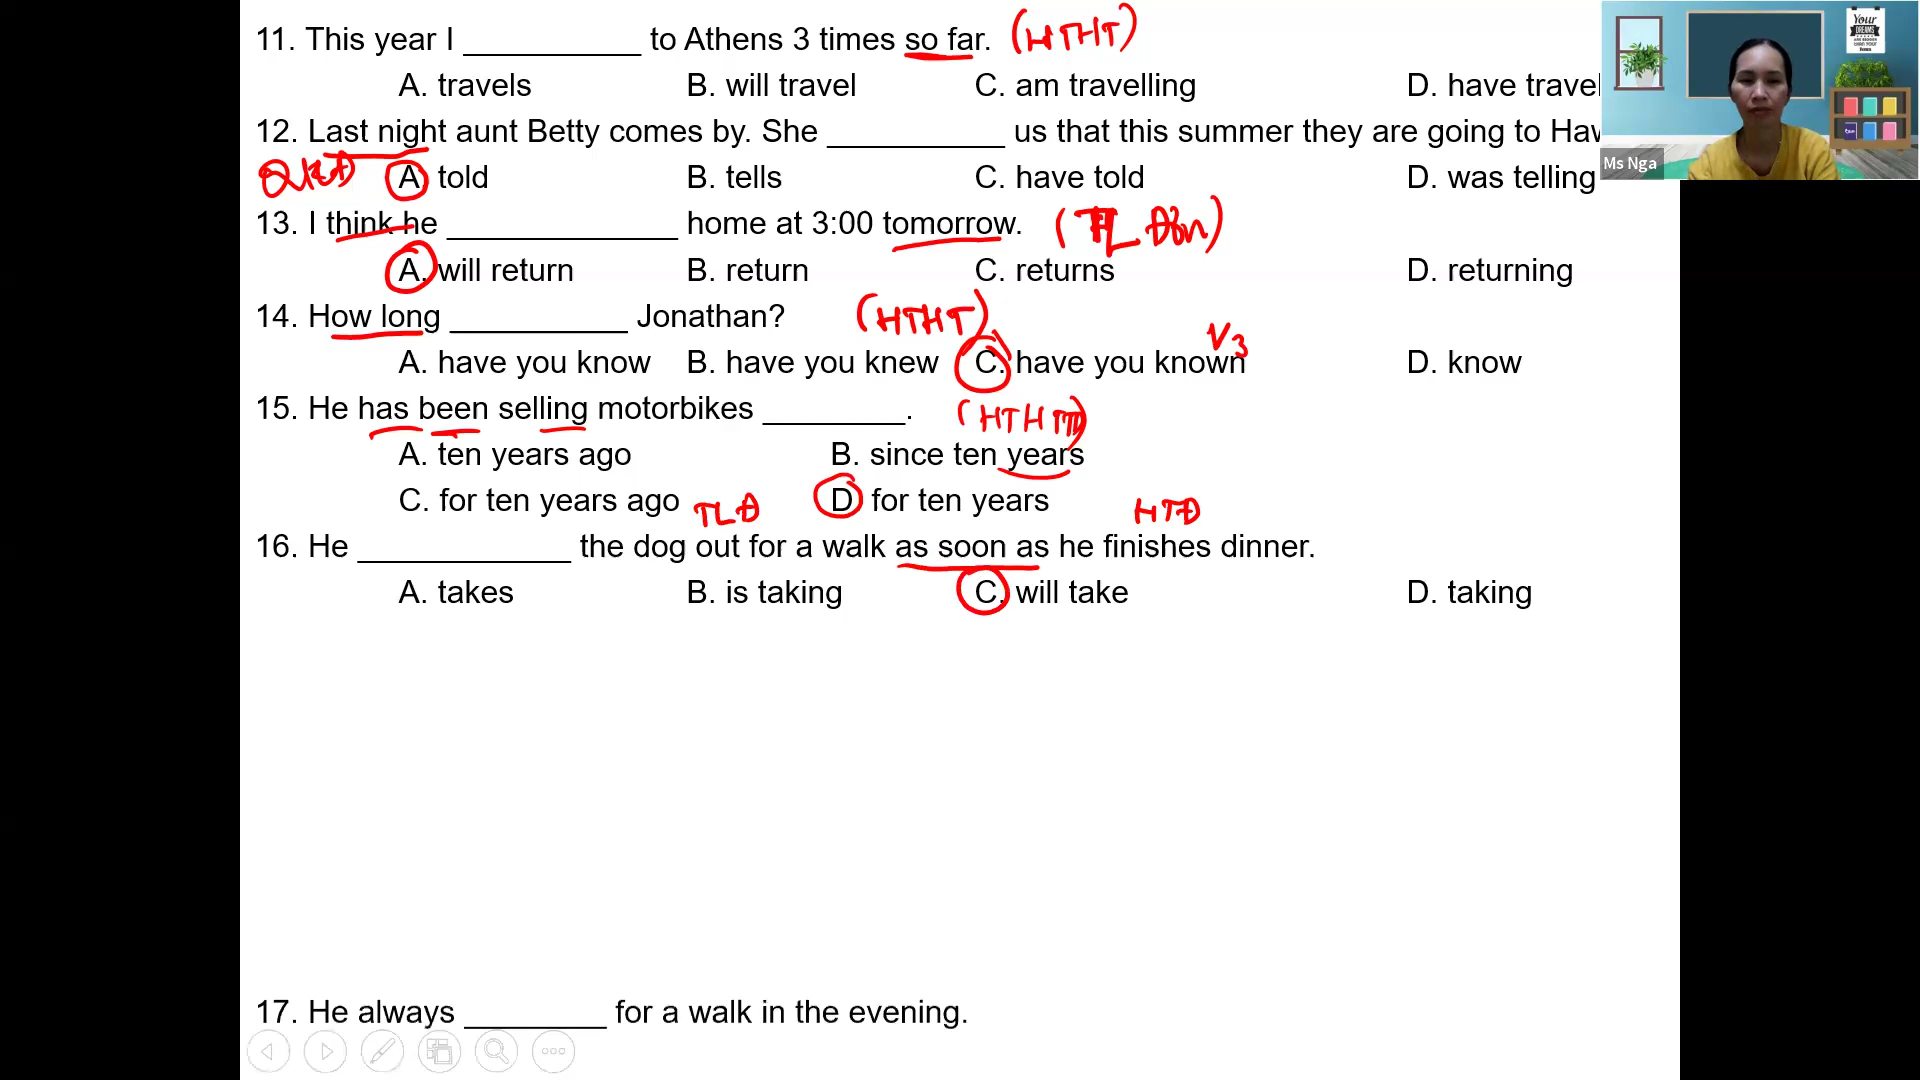 11. This year I __________ to Athens 3 times so far. (HTHT)
A. travels B. will travel C. am travelling D. have travel
12. Last night aunt Betty comes by. She __________ us that this summer they are going to Haw
QKĐ A. told B. tells C. have told D. was telling
13. I think he _____________ home at 3:00 tomorrow. (TL Đơn)
A. will return B. return C. returns D. returning
14. How long __________ Jonathan? (HTHT)
A. have you know B. have you knew C. have you known V3 D. know
15. He has been selling motorbikes ________. (HTHTTD)
A. ten years ago B. since ten years
C. for ten years ago D. for ten years
TLĐ HTĐ
16. He ____________ the dog out for a walk as soon as he finishes dinner.
A. takes B. is taking C. will take D. taking
17. He always ________ for a walk in the evening.
Your
DREAMS
Ms Nga